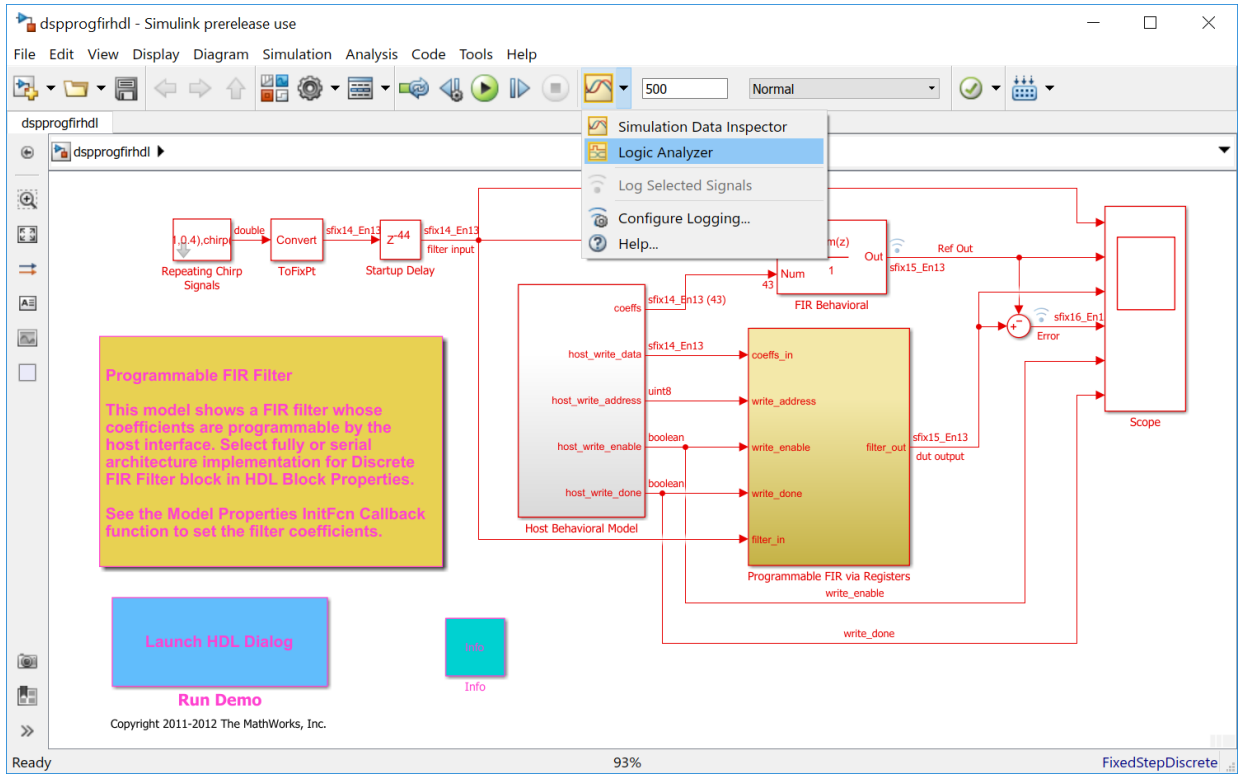 dspprogfirhdl - Simulink prerelease use
File Edit View Display Diagram Simulation Analysis Code Tools Help
500
Normal
dspprogfirhdl
dspprogfirhdl
Simulation Data Inspector
Logic Analyzer
Log Selected Signals
Configure Logging...
Help...
1,0.4),chirp(
double
Convert
sfix14_En13
Z-44
sfix14_En13
filter input
Repeating Chirp
Signals
ToFixPt
Startup Delay
m(z)
1
Num
Out
43
FIR Behavioral
sfix15_En13
Ref Out
sfix16_En1
Error
Scope
coeffs
sfix14_En13 (43)
host_write_data
sfix14_En13
host_write_address
uint8
host_write_enable
boolean
host_write_done
boolean
Host Behavioral Model
coeffs_in
write_address
write_enable
write_done
filter_in
filter_out
sfix15_En13
dut output
Programmable FIR via Registers
write_enable
write_done
Programmable FIR Filter
This model shows a FIR filter whose
coefficients are programmable by the
host interface. Select fully or serial
architecture implementation for Discrete
FIR Filter block in HDL Block Properties.
See the Model Properties InitFcn Callback
function to set the filter coefficients.
Launch HDL Dialog
Run Demo
Info
Info
Copyright 2011-2012 The MathWorks, Inc.
Ready
93%
FixedStepDiscrete